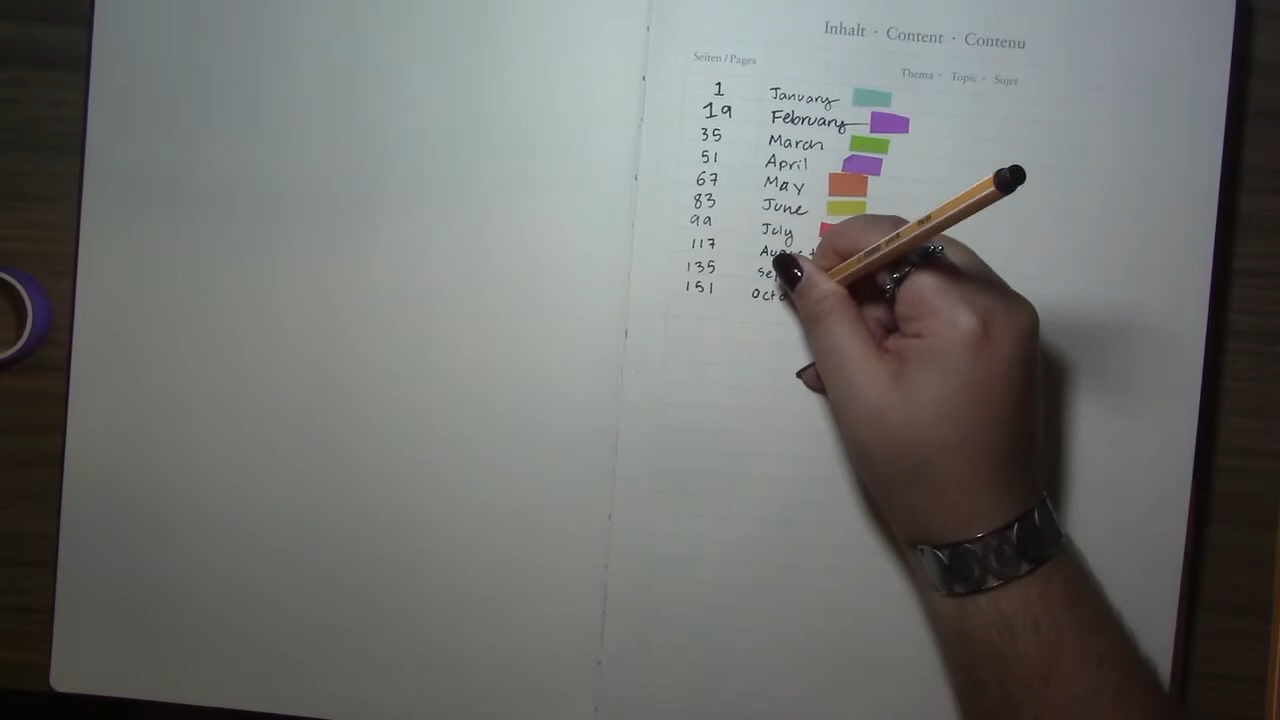 Inhalt · Content · Contenu
Seiten / Pages
Thema · Topic · Sujet
1 January
19 February
35 March
51 April
67 May
83 June
99 July
117
135
151